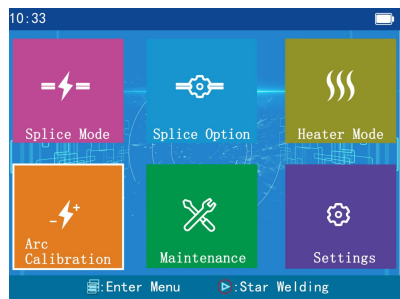 10:33
Splice Mode
Splice Option
Heater Mode
Arc
Calibration
Maintenance
Settings
:Enter Menu :Star Welding